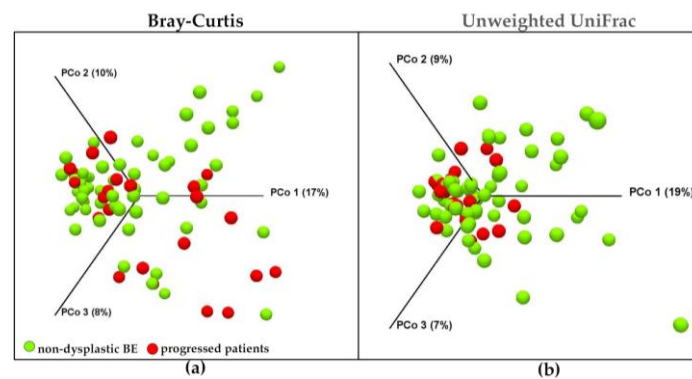 Bray-Curtis
Unweighted UniFrac
PCo 2 (10%)
PCo 1 (17%)
PCo 3 (8%)
non-dysplastic BE
progressed patients
PCo 2 (9%)
PCo 1 (19%)
PCo 3 (7%)
(a)
(b)